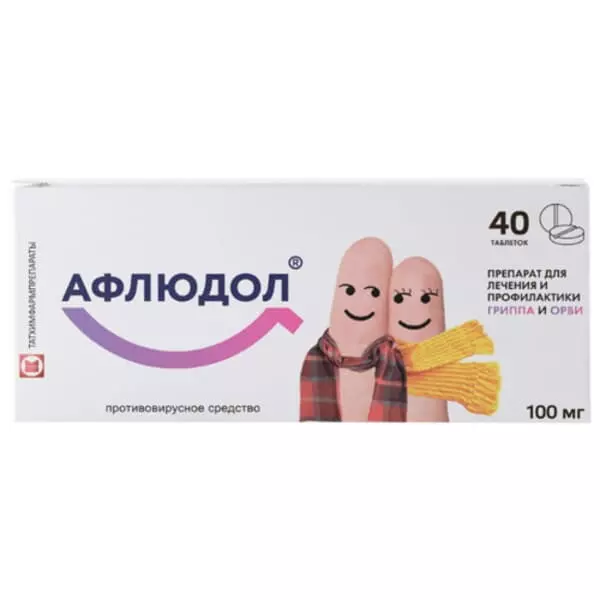 ТАТХИМФАРМПРЕПАРАТЫ
АФЛЮДОЛ®
противовирусное средство
40
ТАБЛЕТОК
ПРЕПАРАТ ДЛЯ
ЛЕЧЕНИЯ И
ПРОФИЛАКТИКИ
ГРИППА И ОРВИ
100 мг